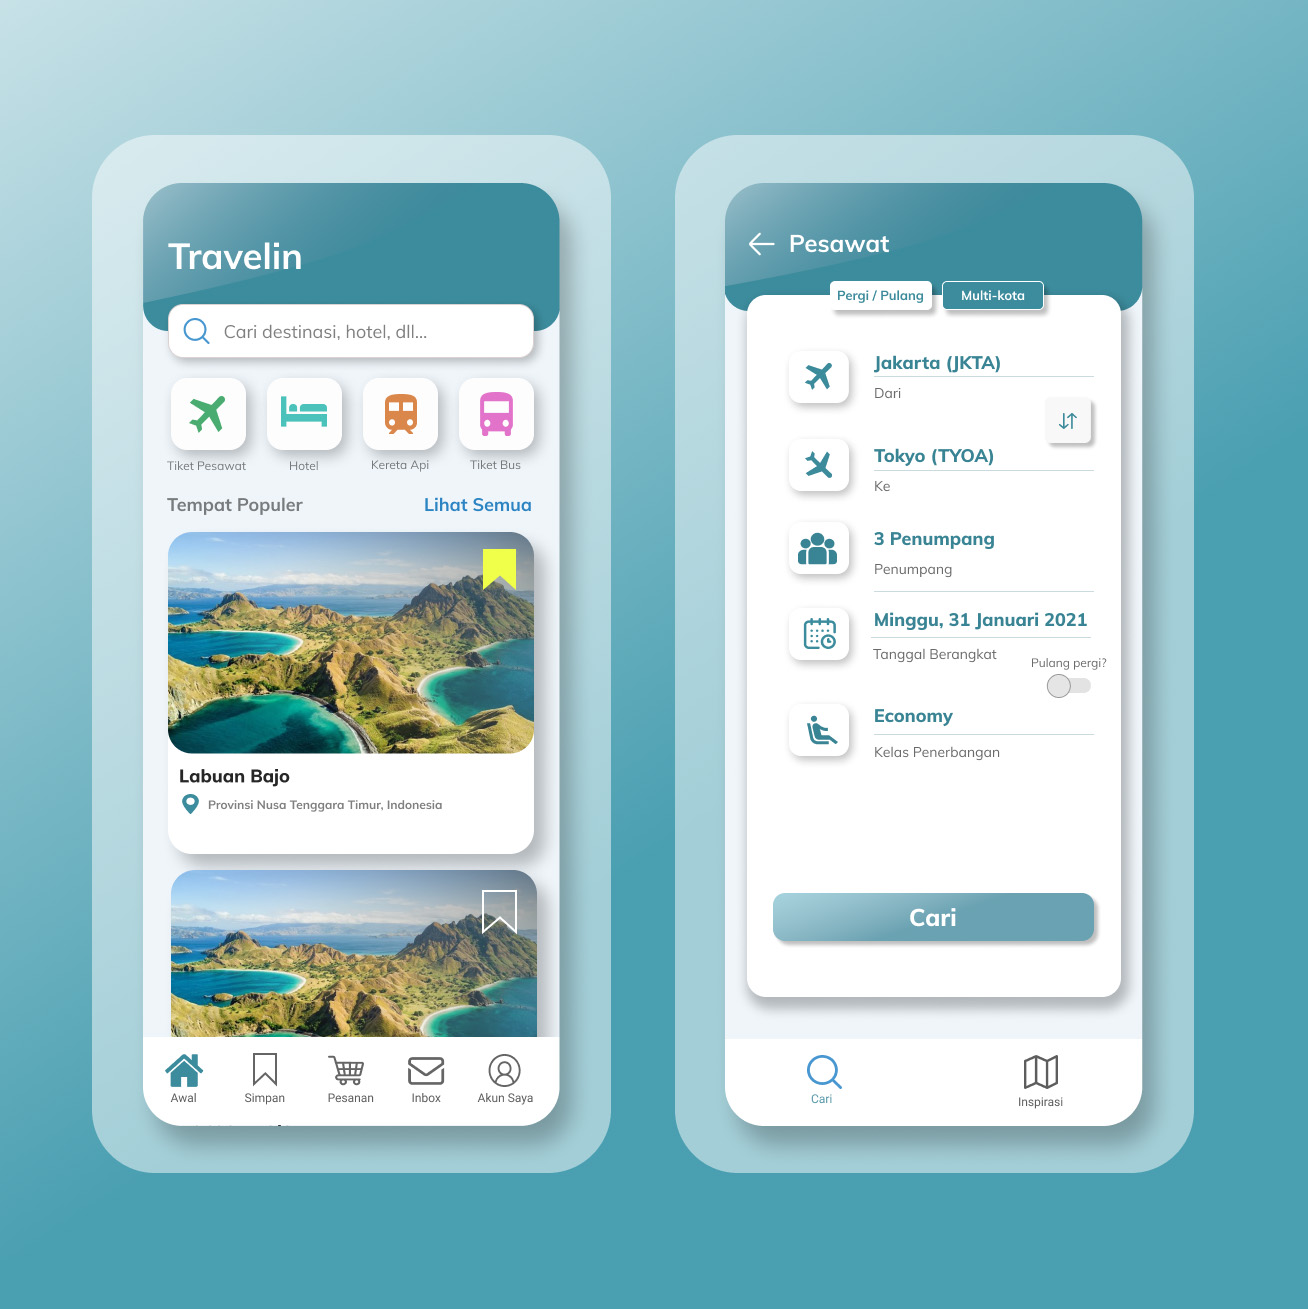 Travelin
Cari destinasi, hotel, dll...
Tiket Pesawat
Hotel
Kereta Api
Tiket Bus
Tempat Populer
Lihat Semua
Labuan Bajo
Provinsi Nusa Tenggara Timur, Indonesia
Awal
Simpan
Pesanan
Inbox
Akun Saya
Pesawat
Pergi / Pulang
Multi-kota
Jakarta (JKTA)
Dari
Tokyo (TYOA)
Ke
3 Penumpang
Penumpang
Minggu, 31 Januari 2021
Tanggal Berangkat
Pulang pergi?
Economy
Kelas Penerbangan
Cari
Cari
Inspirasi